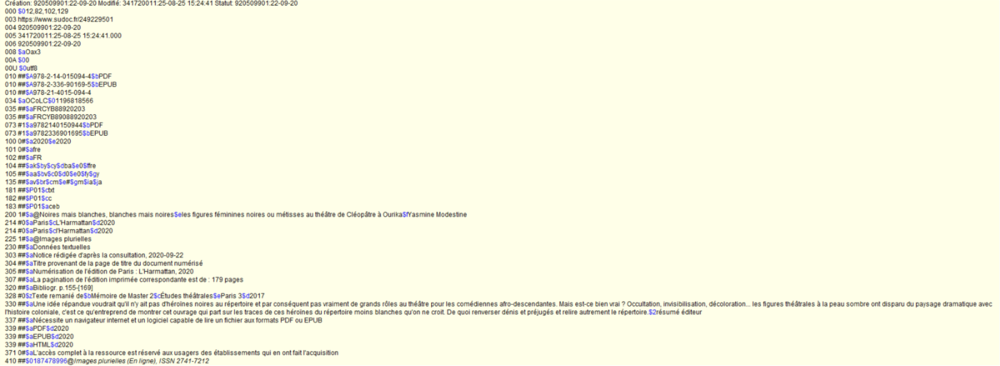 Création: 920509901:22-09-20 Modifié: 341720011:25-08-25 15:24:41 Statut: 920509901:22-09-20
000 $012,82,102,129
003 https://www.sudoc.fr/249229501
004 920509901:22-09-20
005 341720011:25-08-25 15:24:41.000
006 920509901:22-09-20
008 $aOax3
00A $00
00U $0utf8
010 ##$A978-2-14-015094-4$bPDF
010 ##$A978-2-336-90169-5$bEPUB
010 ##$A978-21-4015-094-4
034 $aOCoLC$01196818566
035 ##$aFRCYB88920203
035 ##$aFRCYB89088920203
073 #1$a9782140150944$bPDF
073 #1$a9782336901695$bEPUB
100 0#$a2020$e2020
101 0#$afre
102 ##$aFR
104 ##$ak$by$cy$dba$e0$ffre
105 ##$aa$bv$c0$d0$e0$fy$gy
135 ##$av$br$cm$e#$gm$ia$ja
181 ##$P01$ctxt
182 ##$P01$cc
183 ##$P01$aceb
200 1#$a@Noires mais blanches, blanches mais noires$eles figures féminines noires ou métisses au théâtre de Cléopâtre à Ourika$fYasmine Modestine
214 #0$aParis$cL'Harmattan$d2020
214 #0$aParis$cl'Harmattan$d2020
225 1#$a@Images plurielles
230 ##$aDonnées textuelles
303 ##$aNotice rédigée d'après la consultation, 2020-09-22
304 ##$aTitre provenant de la page de titre du document numérisé
305 ##$aNumérisation de l'édition de Paris : L'Harmattan, 2020
307 ##$aLa pagination de l'édition imprimée correspondante est de : 179 pages
320 ##$aBibliogr. p.155-[169]
328 #0$zTexte remanié de$bMémoire de Master 2$cÉtudes théâtrales$eParis 3$d2017
330 ##$aUne idée répandue voudrait qu'il n'y ait pas d'héroïnes noires au répertoire et par conséquent pas vraiment de grands rôles au théâtre pour les comédiennes afro-descendantes. Mais est-ce bien vrai ? Occultation, invisibilisation, décoloration... les figures théâtrales à la peau sombre ont disparu du paysage dramatique avec
l'histoire coloniale, c'est ce qu'entreprend de montrer cet ouvrage qui part sur les traces de ces héroïnes du répertoire moins blanches qu'on ne croit. De quoi renverser dénis et préjugés et relire autrement le répertoire.$2résumé éditeur
337 ##$aNécessite un navigateur internet et un logiciel capable de lire un fichier aux formats PDF ou EPUB
339 ##$aPDF$d2020
339 ##$aEPUB$d2020
339 ##$aHTML$d2020
371 0#$aL'accès complet à la ressource est réservé aux usagers des établissements qui en ont fait l'acquisition
410 ##$0187478996@Images plurielles (En ligne), ISSN 2741-7212